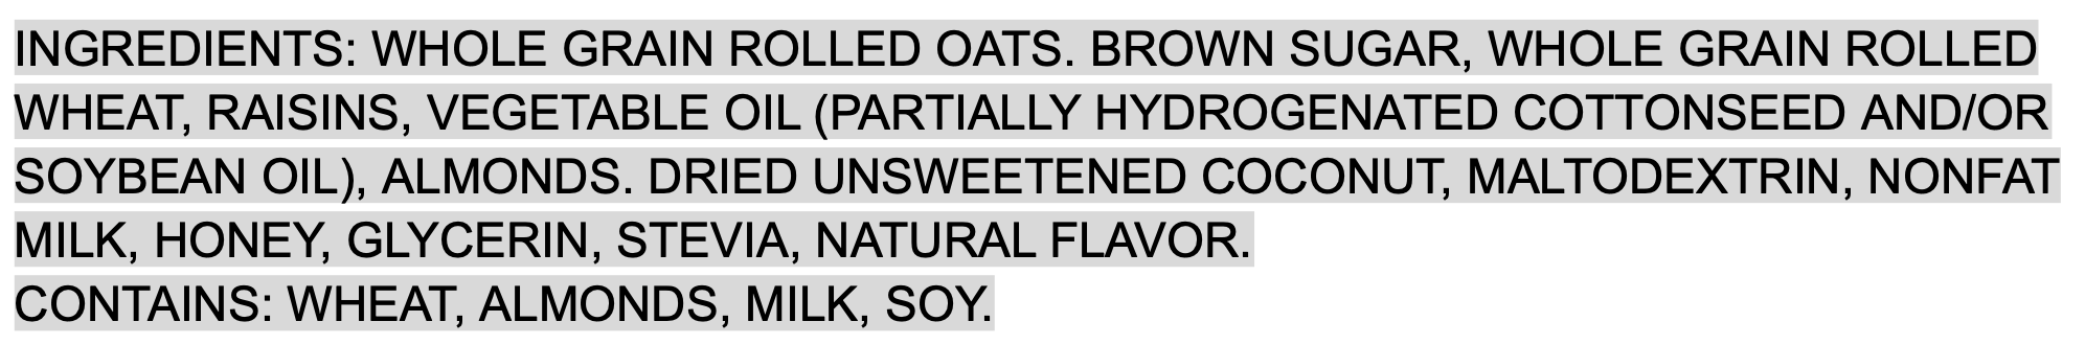 INGREDIENTS: WHOLE GRAIN ROLLED OATS. BROWN SUGAR, WHOLE GRAIN ROLLED
WHEAT, RAISINS, VEGETABLE OIL (PARTIALLY HYDROGENATED COTTONSEED AND/OR
SOYBEAN OIL), ALMONDS. DRIED UNSWEETENED COCONUT, MALTODEXTRIN, NONFAT
MILK, HONEY, GLYCERIN, STEVIA, NATURAL FLAVOR.
CONTAINS: WHEAT, ALMONDS, MILK, SOY.